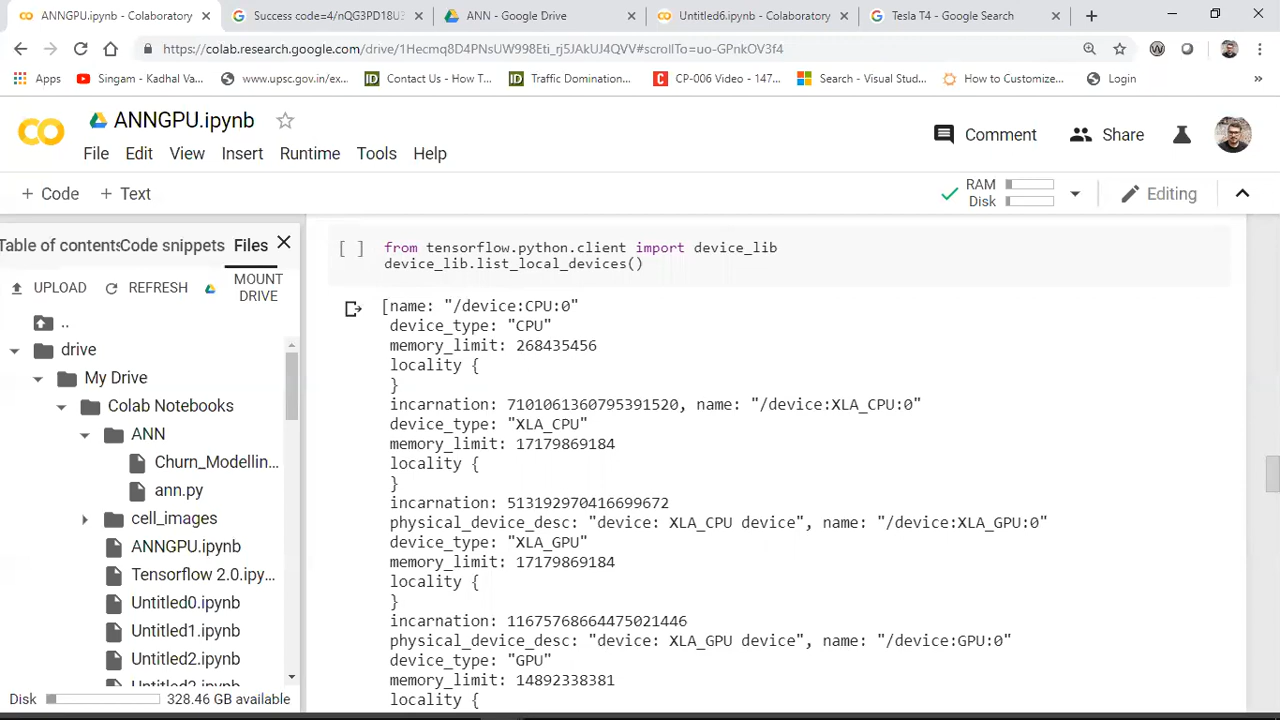 ANNGPU.ipynb - Colaboratory
Success code=4/nQG3PD18U3
ANN - Google Drive
Untitled6.ipynb - Colaboratory
Tesla T4 - Google Search
https://colab.research.google.com/drive/1Hecmq8D4PNsUW998Eti_rj5JAkUJ4QVV#scrollTo=uo-GPnkOV3f4
Apps
Singam - Kadhal Va...
www.upsc.gov.in/ex...
Contact Us - How T...
Traffic Domination...
CP-006 Video - 147...
Search - Visual Stud...
How to Customize...
Login
»
CO
ANNGPU.ipynb
Comment
Share
File Edit View Insert Runtime Tools Help
+ Code + Text
RAM
Disk
Editing
Table of contents Code snippets Files
UPLOAD
REFRESH
MOUNT
DRIVE
..
drive
My Drive
Colab Notebooks
ANN
Churn_Modellin...
ann.py
cell_images
ANNGPU.ipynb
Tensorflow 2.0.ipy...
Untitled0.ipynb
Untitled1.ipynb
Untitled2.ipynb
Disk 328.46 GB available
[ ] from tensorflow.python.client import device_lib
device_lib.list_local_devices()
[name: "/device:CPU:0"
device_type: "CPU"
memory_limit: 268435456
locality {
}
incarnation: 7101061360795391520, name: "/device:XLA_CPU:0"
device_type: "XLA_CPU"
memory_limit: 17179869184
locality {
}
incarnation: 513192970416699672
physical_device_desc: "device: XLA_CPU device", name: "/device:XLA_GPU:0"
device_type: "XLA_GPU"
memory_limit: 17179869184
locality {
}
incarnation: 11675768664475021446
physical_device_desc: "device: XLA_GPU device", name: "/device:GPU:0"
device_type: "GPU"
memory_limit: 14892338381
locality {